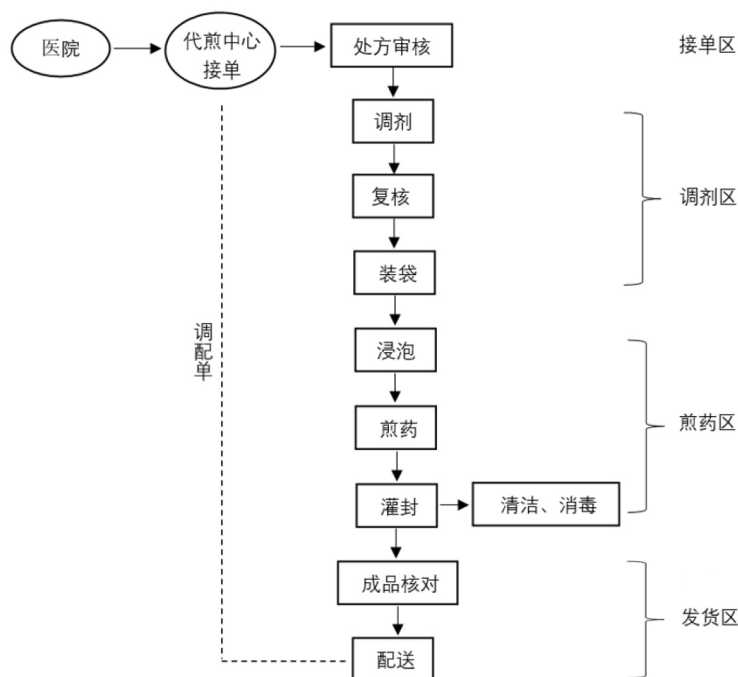 医院
代煎中心
接单
处方审核
接单区
调剂
复核
调剂区
装袋
调配单
浸泡
煎药
煎药区
灌封
清洁、消毒
成品核对
发货区
配送